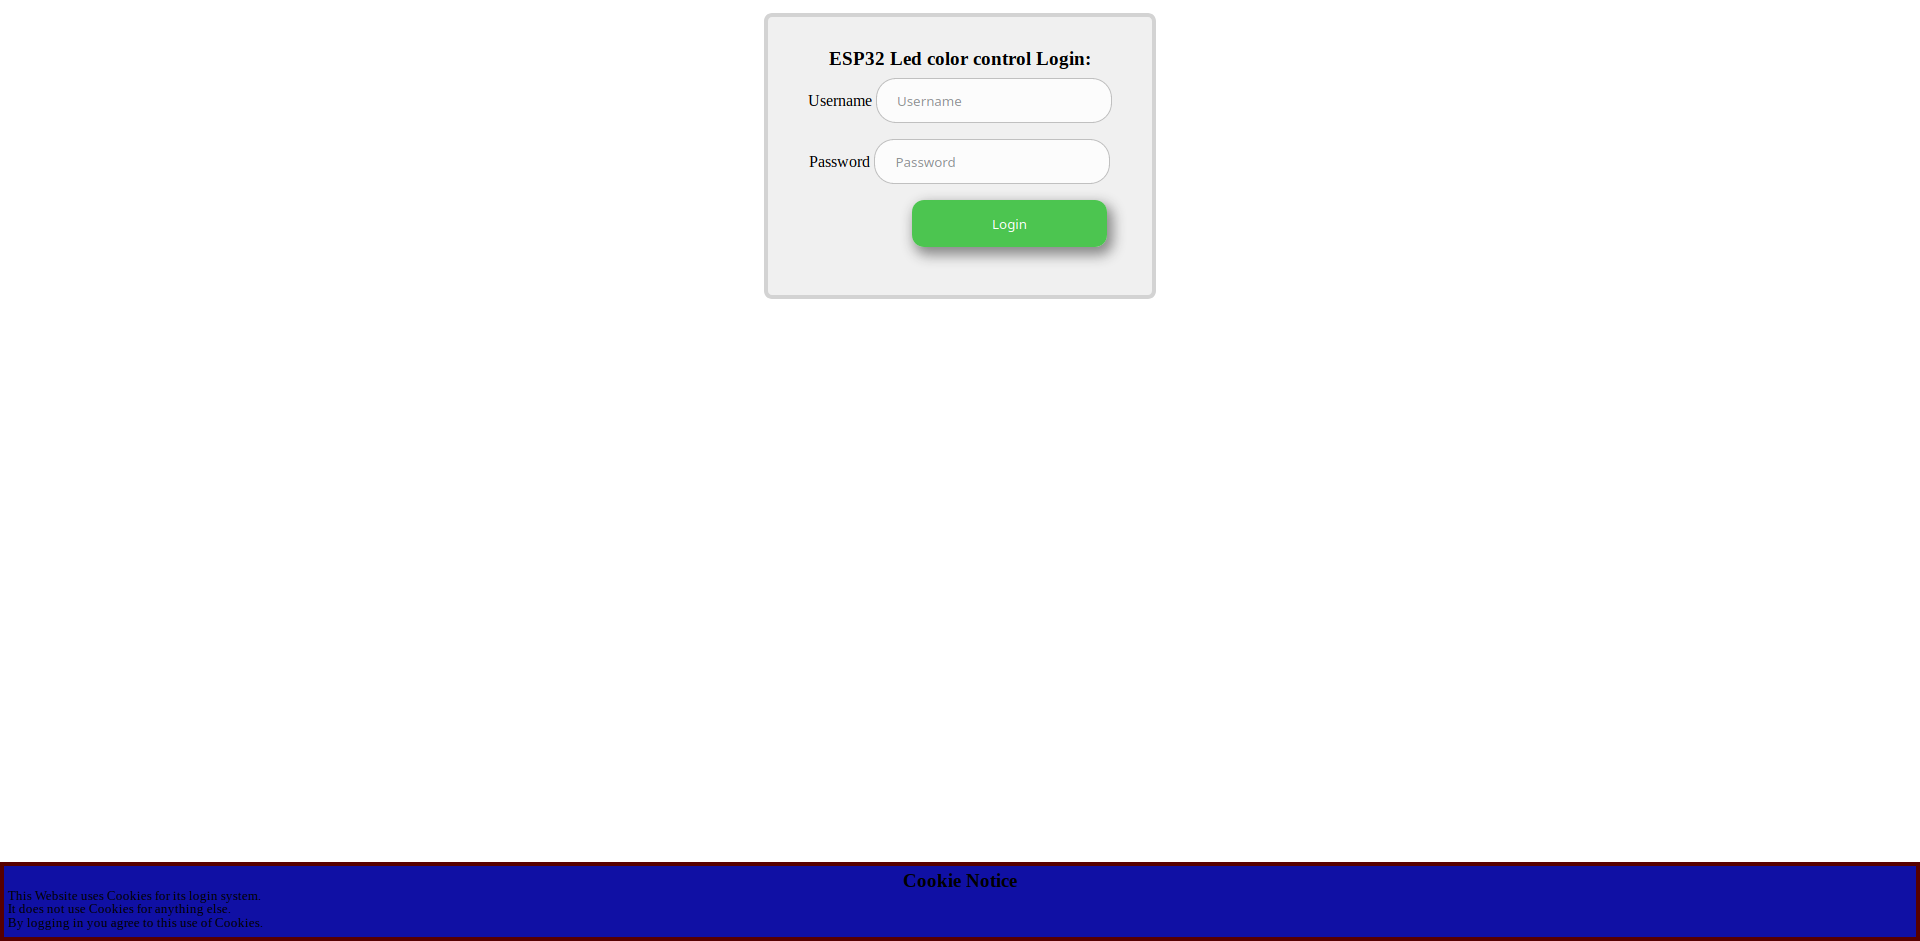 ESP32 Led color control Login:
Username Username
Password Password
Login
Cookie Notice
This Website uses Cookies for its login system.
It does not use Cookies for anything else.
By logging in you agree to this use of Cookies.